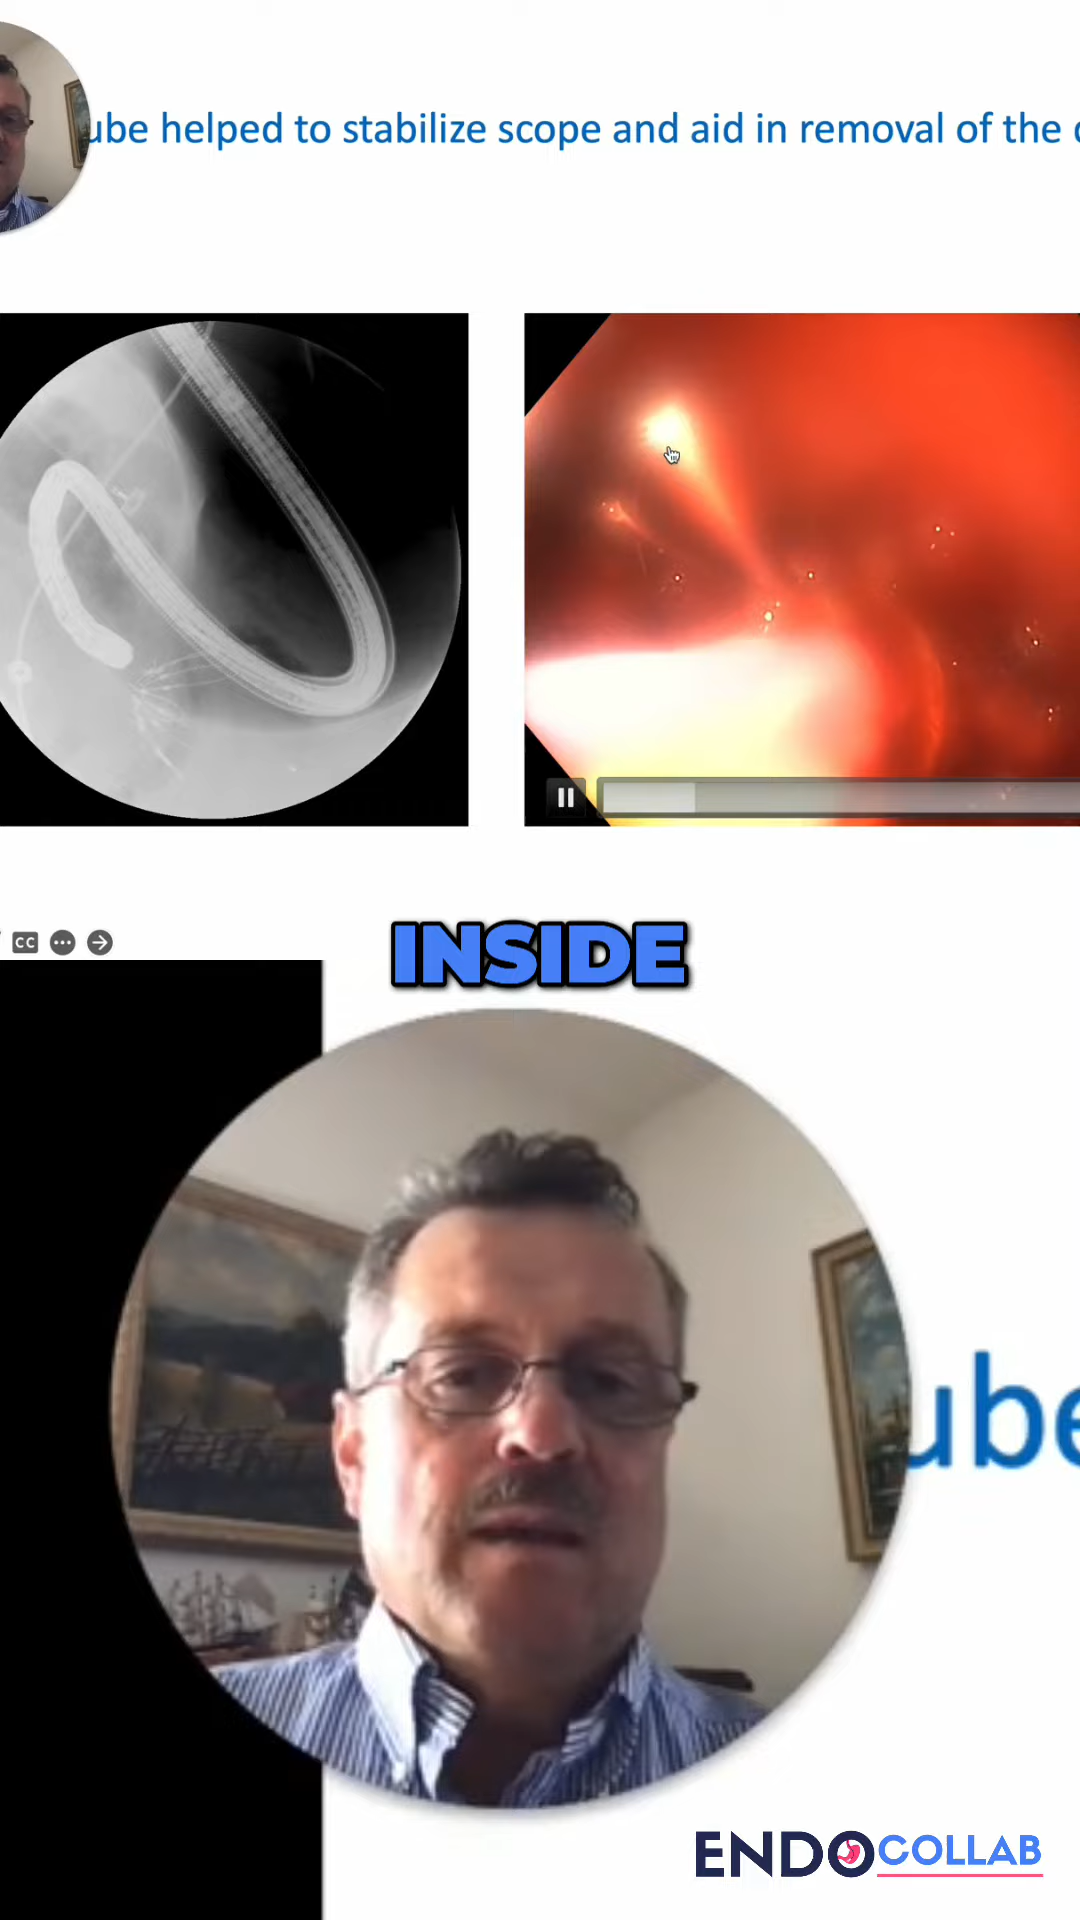 ube helped to stabilize scope and aid in removal of the
CC
INSIDE
ube
ENDOCOLLAB